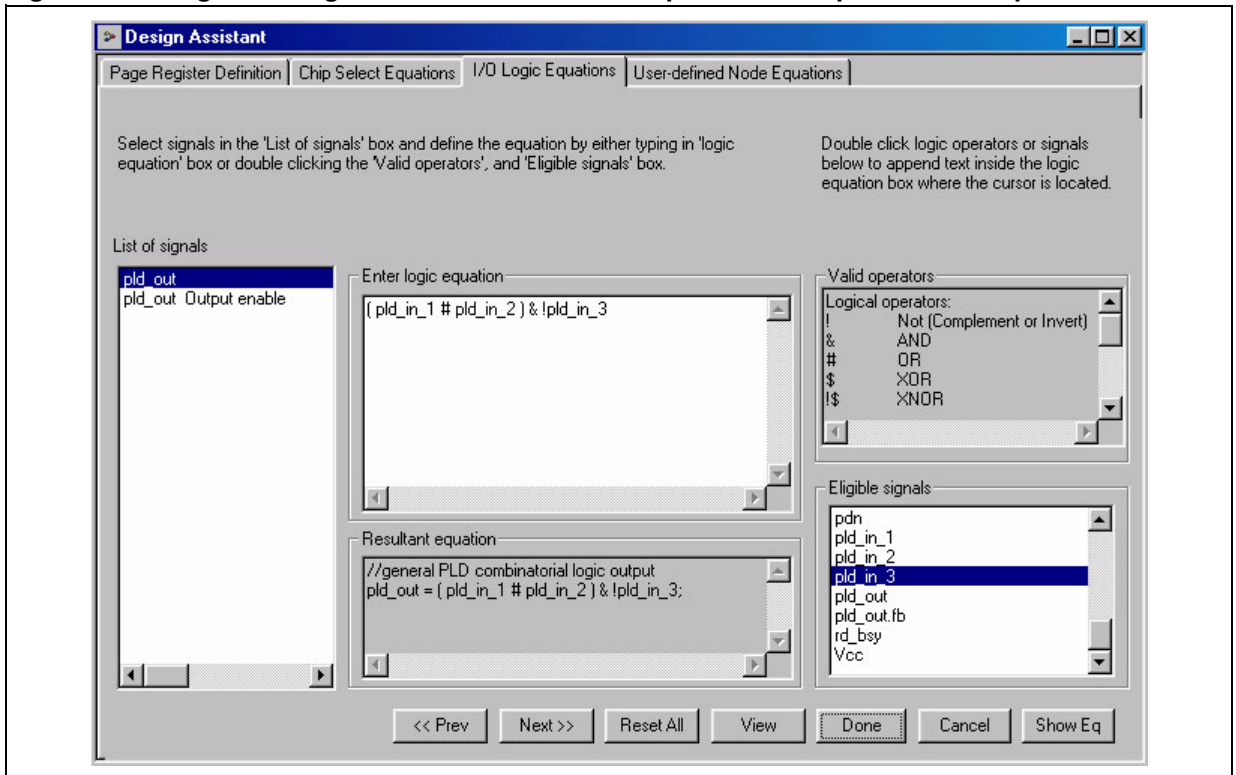 Design Assistant
Page Register Definition
Chip Select Equations
I/O Logic Equations
User-defined Node Equations
Select signals in the 'List of signals' box and define the equation by either typing in 'logic
equation' box or double clicking the 'Valid operators', and 'Eligible signals' box.
Double click logic operators or signals
below to append text inside the logic
equation box where the cursor is located.
List of signals
pld_out
pld_out Output enable
Enter logic equation
( pld_in_1 # pld_in_2 ) & !pld_in_3
Resultant equation
//general PLD combinatorial logic output
pld_out = ( pld_in_1 # pld_in_2 ) & !pld_in_3;
Valid operators
Logical operators:
! Not (Complement or Invert)
& AND
# OR
$ XOR
!$ XNOR
Eligible signals
pdn
pld_in_1
pld_in_2
pld_in_3
pld_out
pld_out.fb
rd_bsy
Vcc
<< Prev
Next >>
Reset All
View
Done
Cancel
Show Eq